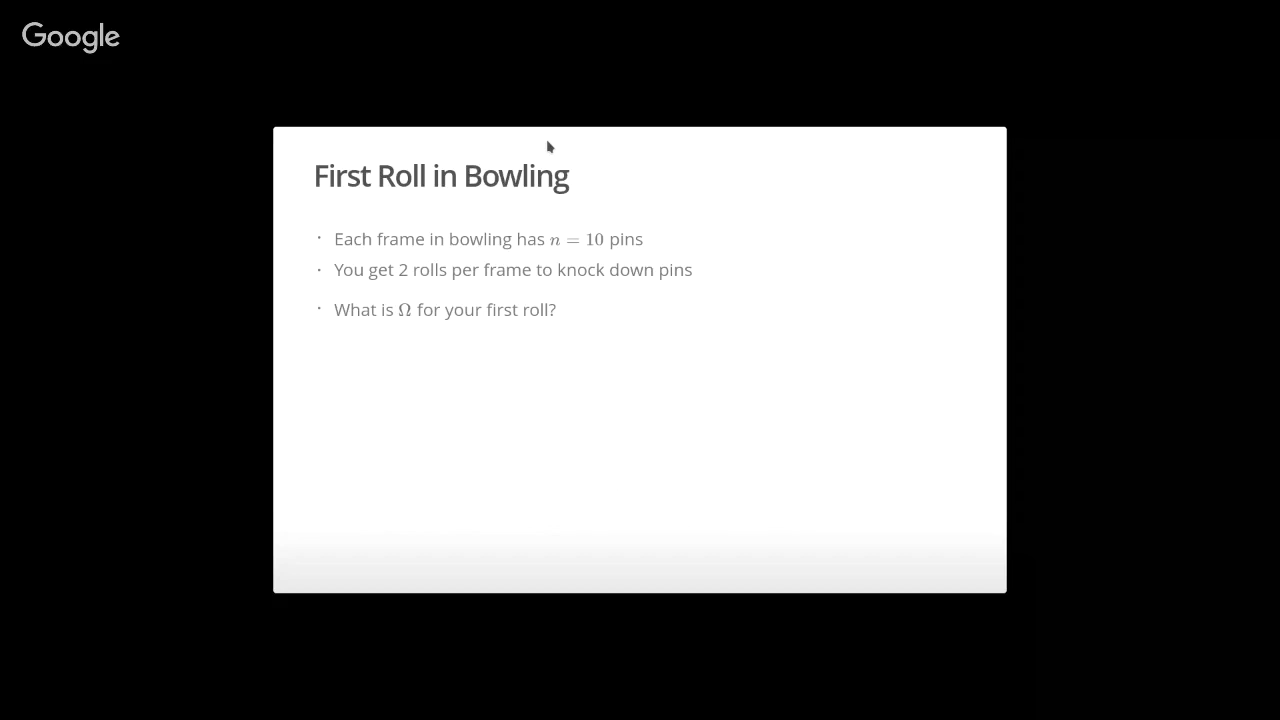 Google
First Roll in Bowling
· Each frame in bowling has n = 10 pins
· You get 2 rolls per frame to knock down pins
· What is Ω for your first roll?